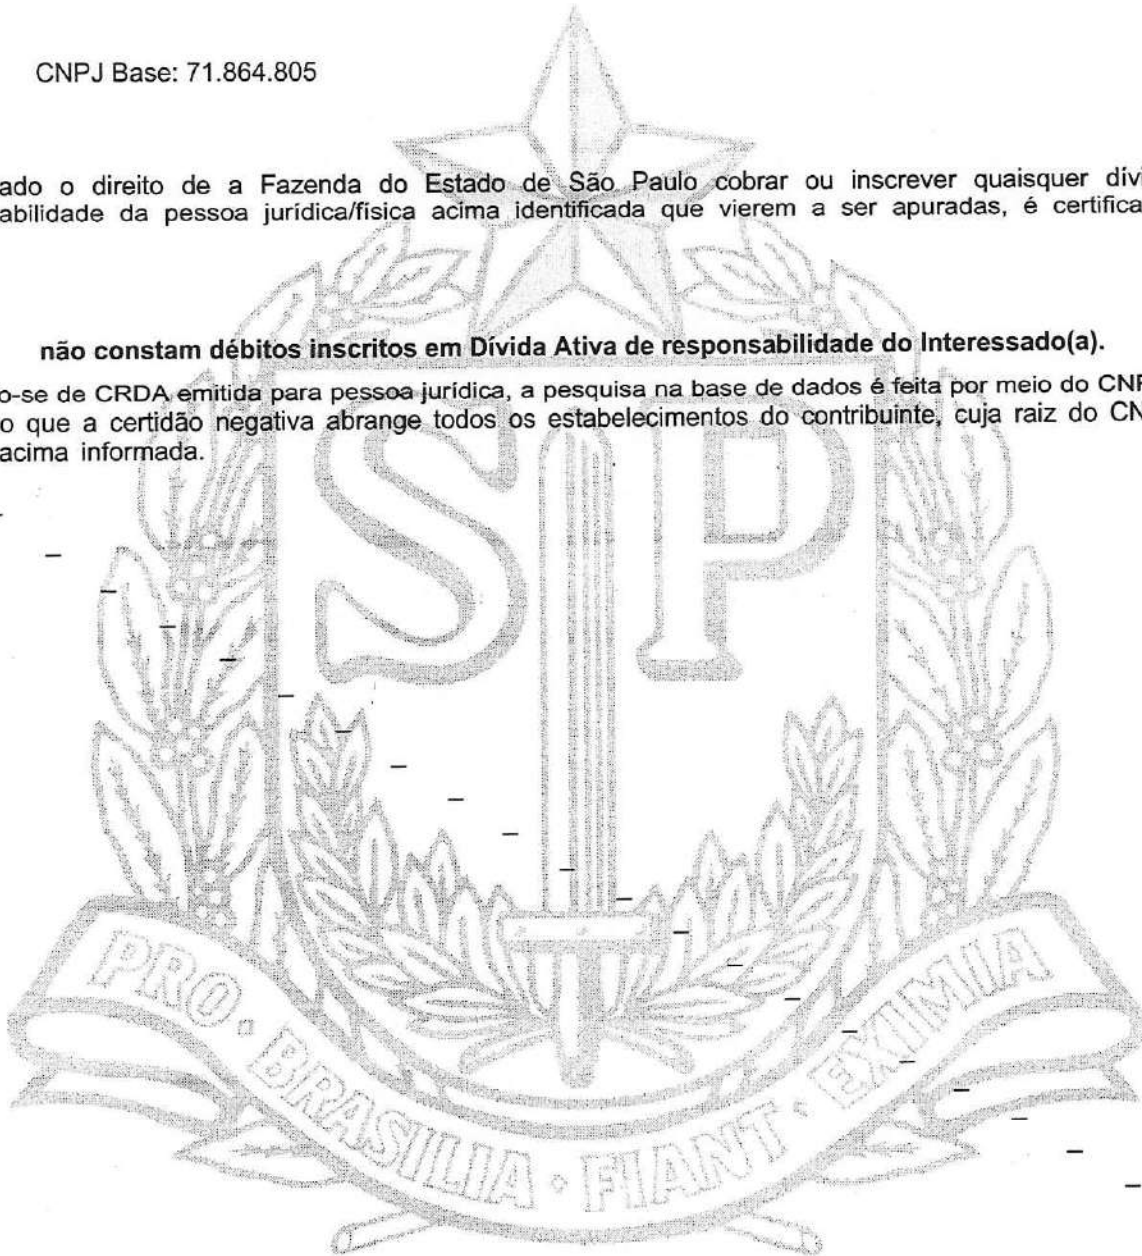 CNPJ Base: 71.864.805
ado o direito de a Fazenda do Estado de São Paulo cobrar ou inscrever quaisquer dívi
abilidade da pessoa jurídica/física acima identificada que vierem a ser apuradas, é certifica
não constam débitos inscritos em Dívida Ativa de responsabilidade do Interessado(a).
o-se de CRDA emitida para pessoa jurídica, a pesquisa na base de dados é feita por meio do CNP
o que a certidão negativa abrange todos os estabelecimentos do contribuinte, cuja raiz do CN
acima informada.
SP
PRO · BRASILIA · FIANT · EXIMIA